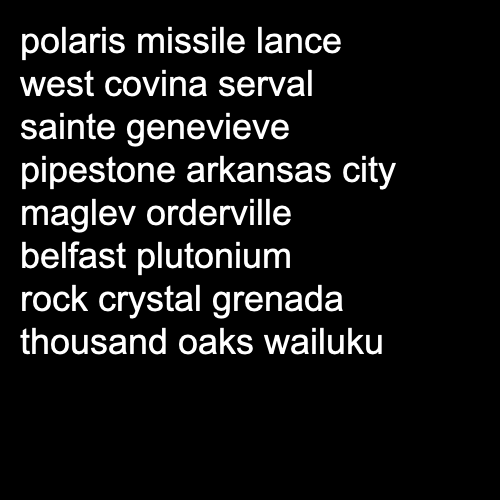 polaris missile lance
west covina serval
sainte genevieve
pipestone arkansas city
maglev orderville
belfast plutonium
rock crystal grenada
thousand oaks wailuku